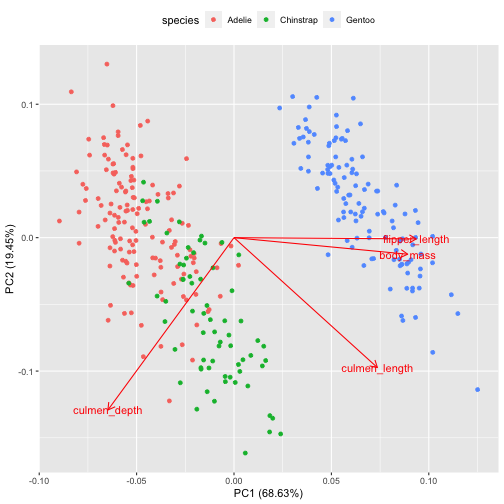 species Adelie Chinstrap Gentoo
0.1
0.0
-0.1
PC2 (19.45%)
flipper_length
body_mass
culmen_length
culmen_depth
-0.10 -0.05 0.00 0.05 0.10
PC1 (68.63%)